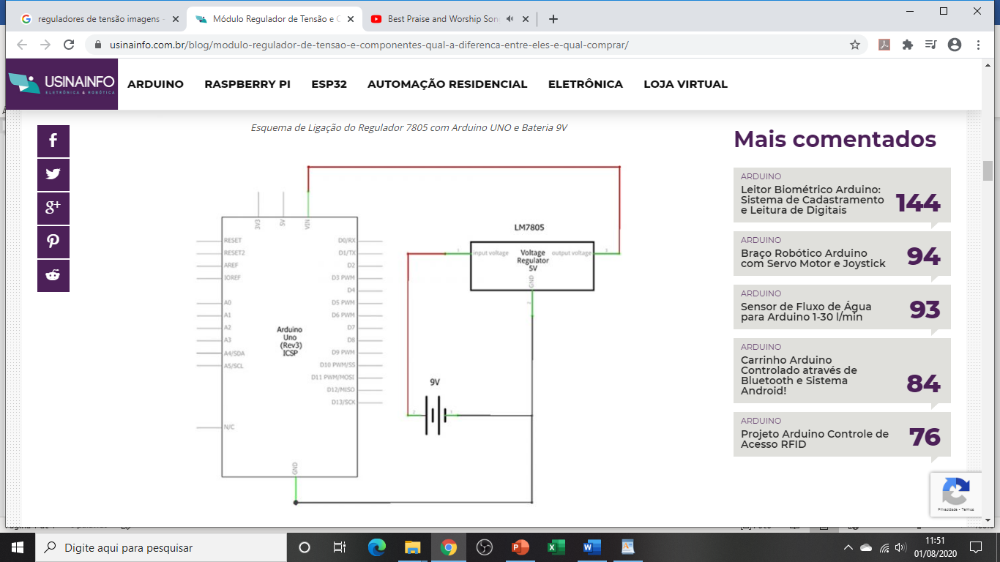 reguladores de tensão imagens -
Módulo Regulador de Tensão e C
Best Praise and Worship Son
usinainfo.com.br/blog/modulo-regulador-de-tensao-e-componentes-qual-a-diferenca-entre-eles-e-qual-comprar/
USINAINFO
ELETRÔNICA & ROBÓTICA
ARDUINO
RASPBERRY PI
ESP32
AUTOMAÇÃO RESIDENCIAL
ELETRÔNICA
LOJA VIRTUAL
Esquema de Ligação do Regulador 7805 com Arduino UNO e Bateria 9V
3V3
5V
VIN
RESET
RESET2
AREF
IOREF
A0
A1
A2
A3
A4/SDA
A5/SCL
N/C
D0/RX
D1/TX
D2
D3 PWM
D4
D5 PWM
D6 PWM
D7
D8
D9 PWM
D10 PWM/SS
D11 PWM/MOSI
D12/MISO
D13/SCK
Arduino
Uno
(Rev3)
ICSP
GND
LM7805
input voltage
Voltage
Regulator
5V
output voltage
GND
9V
Mais comentados
ARDUINO
Leitor Biométrico Arduino:
Sistema de Cadastramento
e Leitura de Digitais
144
ARDUINO
Braço Robótico Arduino
com Servo Motor e Joystick
94
ARDUINO
Sensor de Fluxo de Água
para Arduino 1-30 l/min
93
ARDUINO
Carrinho Arduino
Controlado através de
Bluetooth e Sistema
Android!
84
ARDUINO
Projeto Arduino Controle de
Acesso RFID
76
Privacidade - Termos
Digite aqui para pesquisar
11:51
01/08/2020